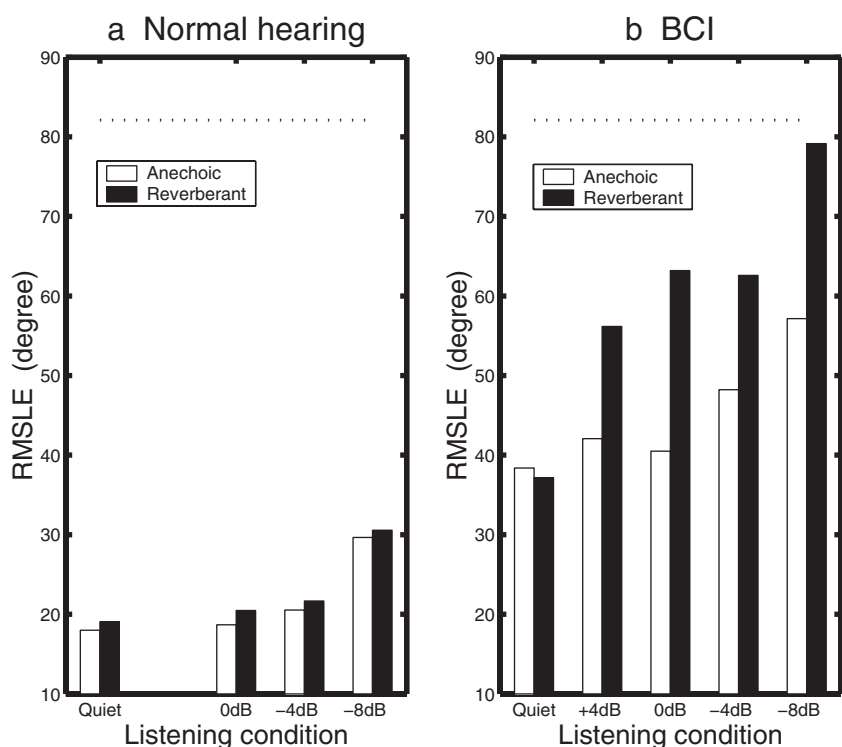 a Normal hearing
90
80
70
60
50
40
30
20
10
RMSLE (degree)
Anechoic
Reverberant
Quiet 0dB −4dB −8dB
Listening condition
b BCI
90
80
70
60
50
40
30
20
10
RMSLE (degree)
Anechoic
Reverberant
Quiet +4dB 0dB −4dB −8dB
Listening condition